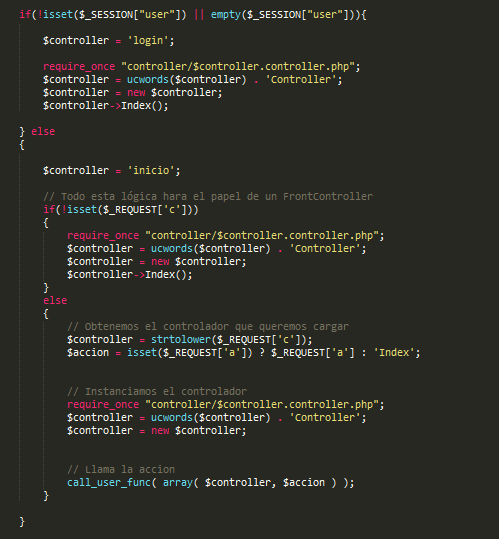 if(!isset($_SESSION["user"]) || empty($_SESSION["user"])){
$controller = 'login';
require_once "controller/$controller.controller.php";
$controller = ucwords($controller) . 'Controller';
$controller = new $controller;
$controller->Index();
} else
{
$controller = 'inicio';
// Todo esta lógica hara el papel de un FrontController
if(!isset($_REQUEST['c']))
{
require_once "controller/$controller.controller.php";
$controller = ucwords($controller) . 'Controller';
$controller = new $controller;
$controller->Index();
}
else
{
// Obtenemos el controlador que queremos cargar
$controller = strtolower($_REQUEST['c']);
$accion = isset($_REQUEST['a']) ? $_REQUEST['a'] : 'Index';
// Instanciamos el controlador
require_once "controller/$controller.controller.php";
$controller = ucwords($controller) . 'Controller';
$controller = new $controller;
// Llama la accion
call_user_func( array( $controller, $accion ) );
}
}